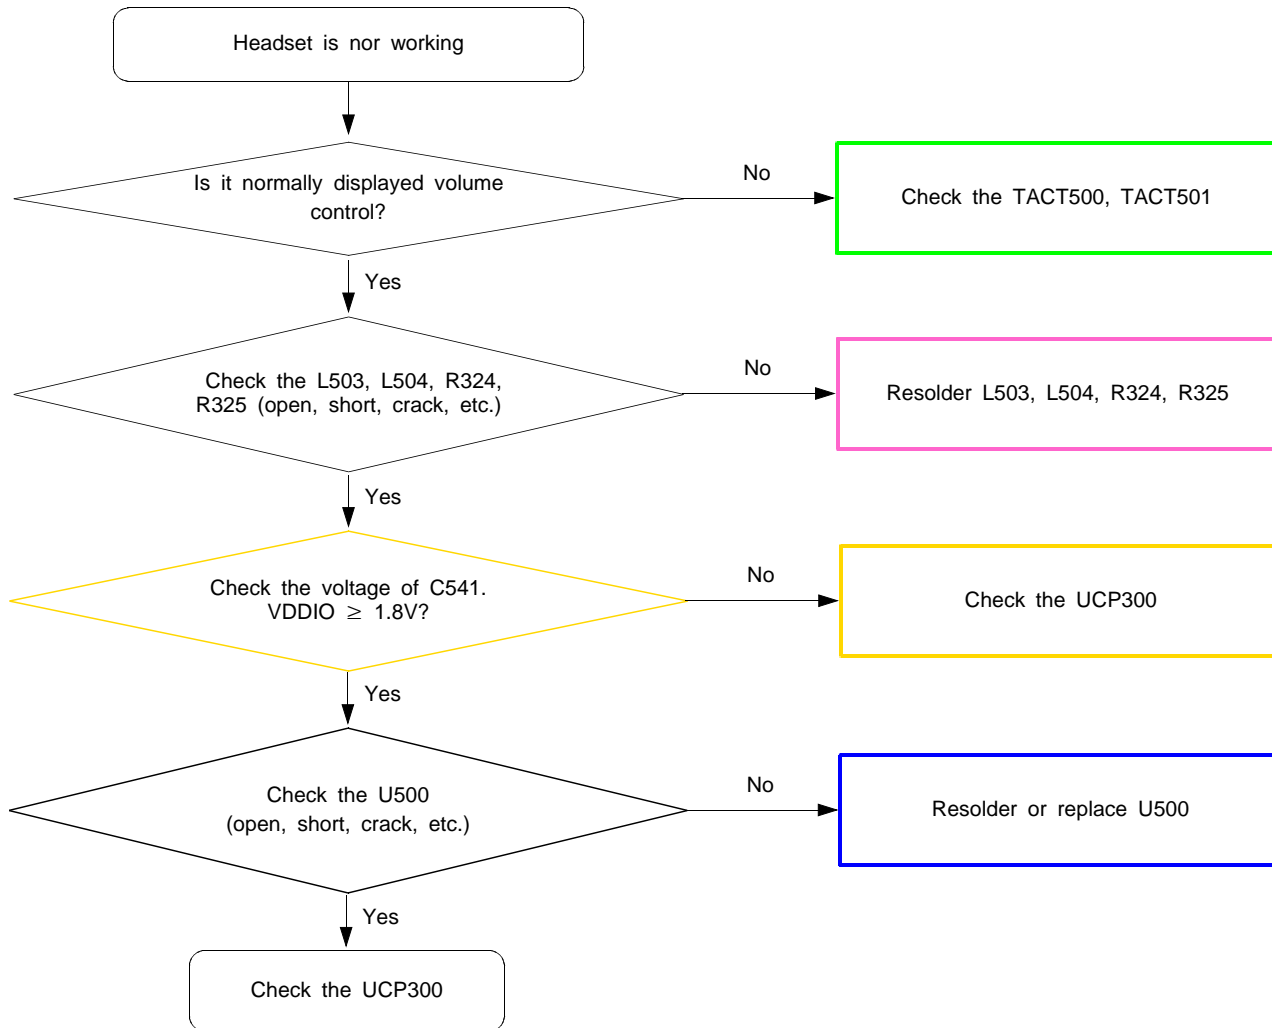 Headset is nor working
Is it normally displayed volume
control?
No
Check the TACT500, TACT501
Yes
Check the L503, L504, R324,
R325 (open, short, crack, etc.)
No
Resolder L503, L504, R324, R325
Yes
Check the voltage of C541.
VDDIO ≥ 1.8V?
No
Check the UCP300
Yes
Check the U500
(open, short, crack, etc.)
No
Resolder or replace U500
Yes
Check the UCP300